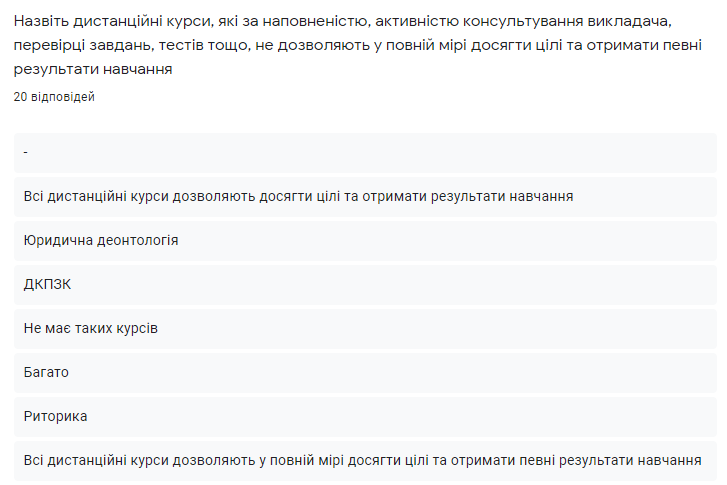 Назвіть дистанційні курси, які за наповненістю, активністю консультування викладача,
перевірці завдань, тестів тощо, не дозволяють у повній мірі досягти цілі та отримати певні
результати навчання
20 відповідей
-
Всі дистанційні курси дозволяють досягти цілі та отримати результати навчання
Юридична деонтологія
ДКПЗК
Не має таких курсів
Багато
Риторика
Всі дистанційні курси дозволяють у повній мірі досягти цілі та отримати певні результати навчання